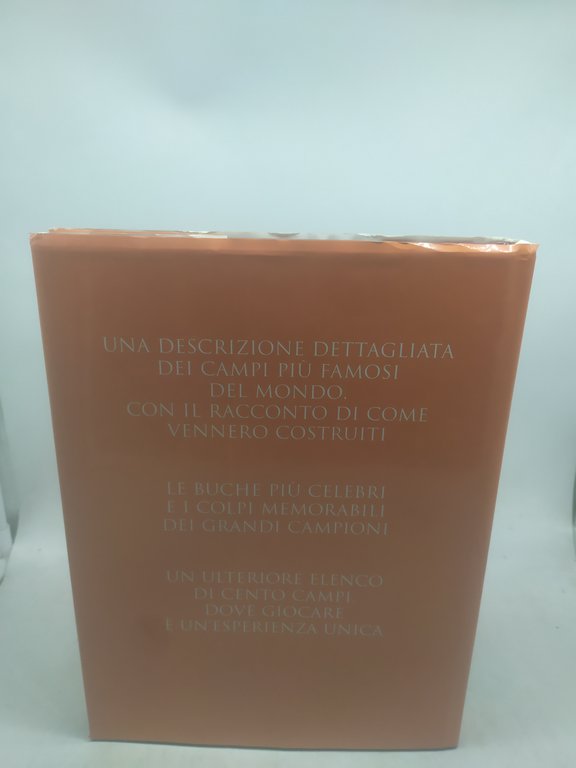 UNA DESCRIZIONE DETTAGLIATA
DEI CAMPI PIÙ FAMOSI
DEL MONDO,
CON IL RACCONTO DI COME
VENNERO COSTRUITI
LE BUCHE PIÙ CELEBRI
E I COLPI MEMORABILI
DEI GRANDI CAMPIONI
UN ULTERIORE ELENCO
DI CENTO CAMPI
DOVE GIOCARE
È UN'ESPERIENZA UNICA